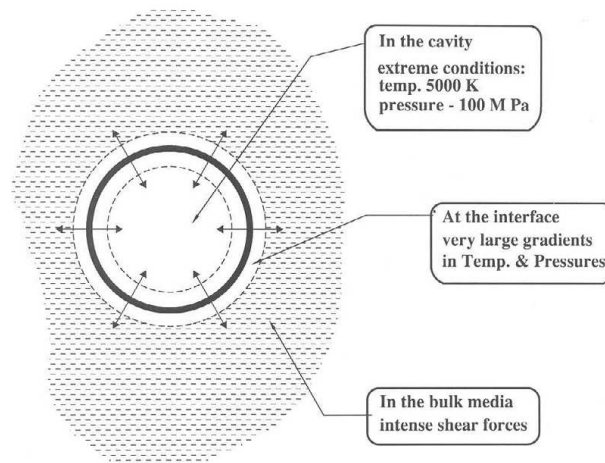 In the cavity
extreme conditions:
temp. 5000 K
pressure - 100 M Pa
At the interface
very large gradients
in Temp. & Pressures
In the bulk media
intense shear forces